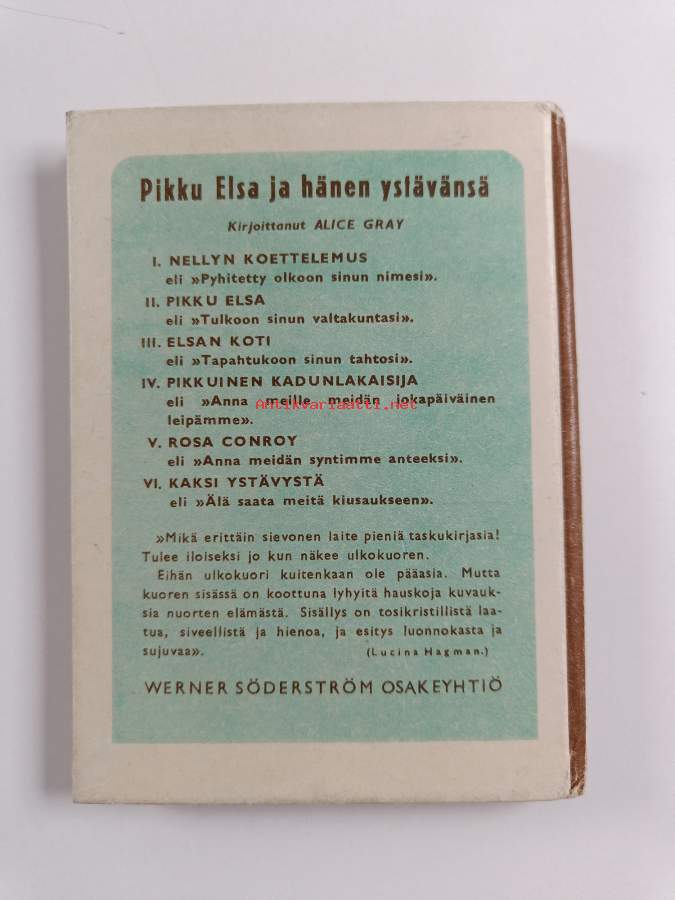 Pikku Elsa ja hänen ystävänsä
Kirjoittanut ALICE GRAY
I. NELLYN KOETTELEMUS
eli »Pyhitetty olkoon sinun nimesi».
II. PIKKU ELSA
eli »Tulkoon sinun valtakuntasi».
III. ELSAN KOTI
eli »Tapahtukoon sinun tahtosi».
IV. PIKKUINEN KADUNLAKAISIJA
eli »Anna meille meidän jokapäiväinen
Antikvariaatti.net
leipämme».
V. ROSA CONROY
eli »Anna meidän syntimme anteeksi».
VI. KAKSI YSTÄVYSTÄ
eli »Älä saata meitä kiusaukseen».
»Mikä erittäin sievonen laite pieniä taskukirjasia!
Tulee iloiseksi jo kun näkee ulkokuoren.
Eihän ulkokuori kuitenkaan ole pääasia. Mutta
kuoren sisässä on koottuna lyhyitä hauskoja kuvauk-
sia nuorten elämästä. Sisällys on tosikristillistä laa-
tua, siveellistä ja hienoa, ja esitys luonnokasta ja
sujuvaa». (Lucina Hagman.)
WERNER SÖDERSTRÖM OSAKEYHTIÖ